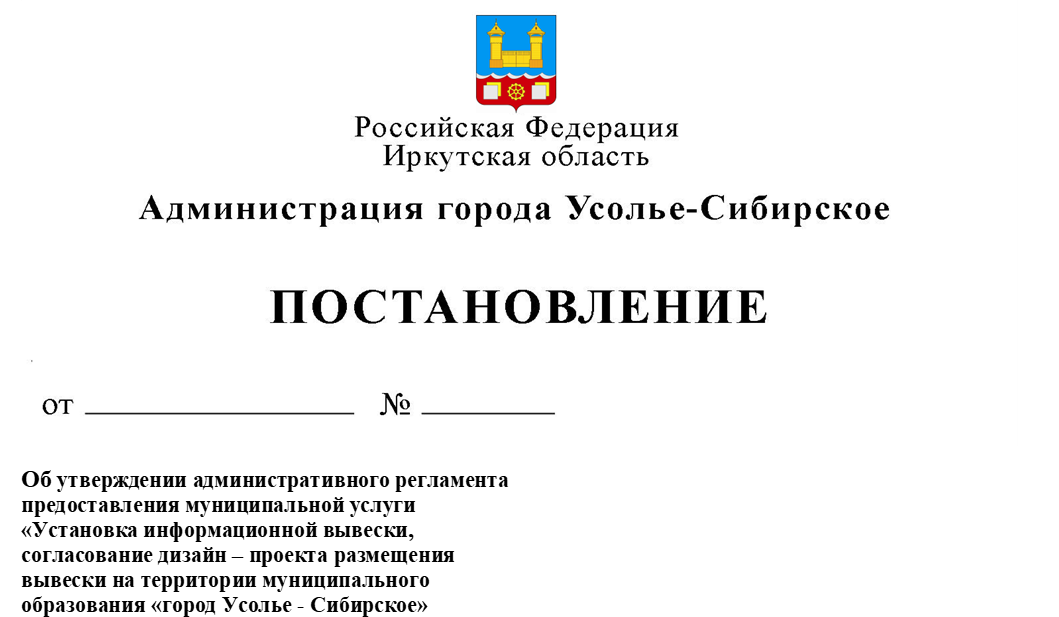 Российская Федерация
Иркутская область
Администрация города Усолье-Сибирское
ПОСТАНОВЛЕНИЕ
от № 
Об утверждении административного регламента
предоставления муниципальной услуги
«Установка информационной вывески,
согласование дизайн – проекта размещения
вывески на территории муниципального
образования «город Усолье - Сибирское»